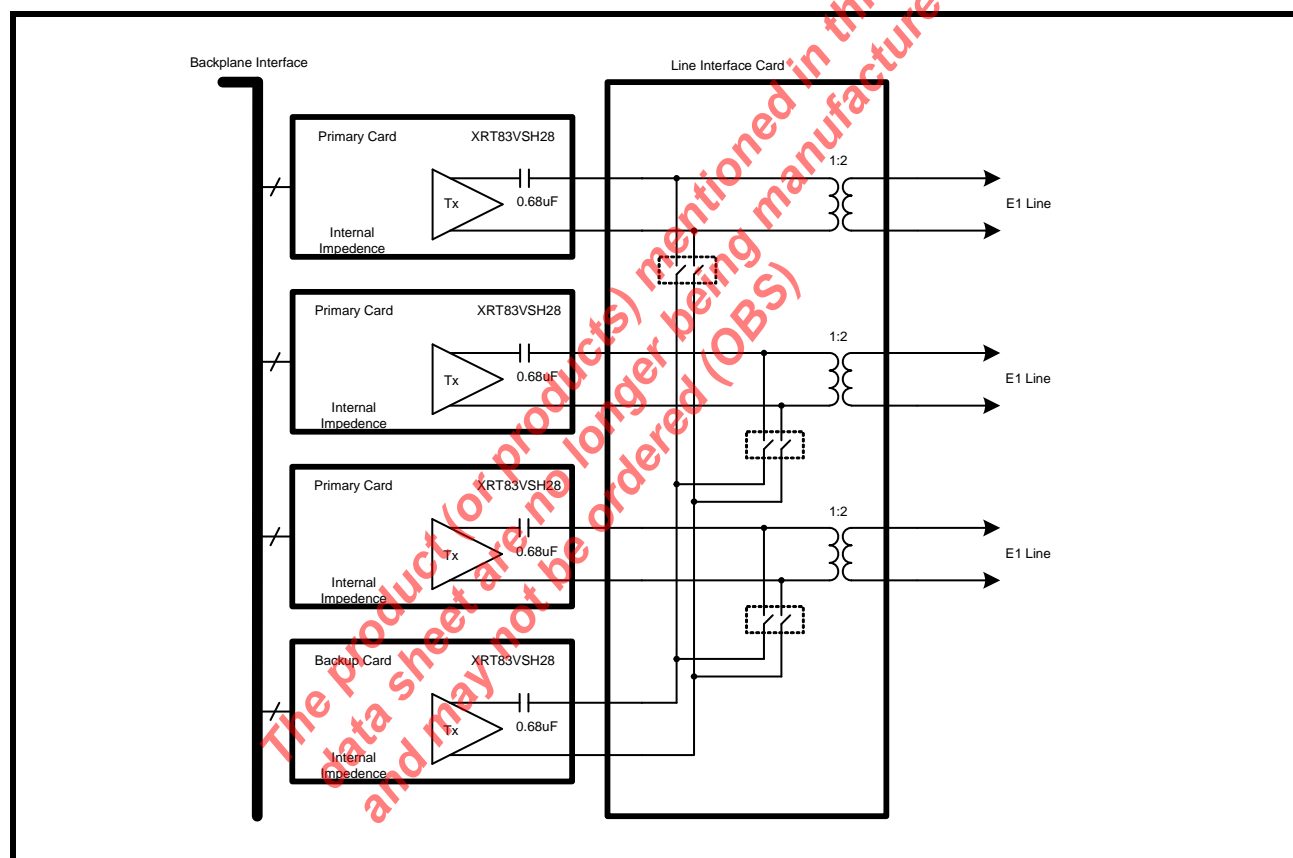 Backplane Interface
Line Interface Card
Primary Card XRT83VSH28
1:2
Tx
0.68uF
E1 Line
Internal
Impedence
Primary Card XRT83VSH28
1:2
Tx
0.68uF
E1 Line
Internal
Impedence
Primary Card XRT83VSH28
1:2
Tx
0.68uF
E1 Line
Internal
Impedence
Backup Card XRT83VSH28
Tx
0.68uF
Internal
Impedence
The product (or products) mentioned in
data sheet are no longer being manufacture
and may not be ordered (OBS)